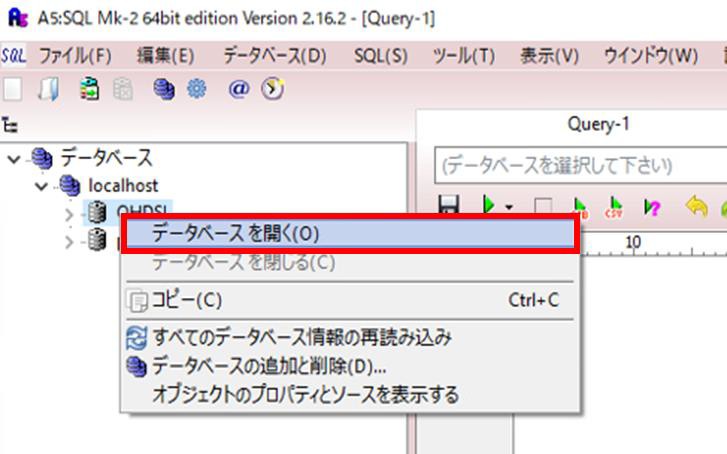 A5:SQL Mk-2 64bit edition Version 2.16.2 - [Query-1]
SQL ファイル(F) 編集(E) データベース(D) SQL(S) ツール(T) 表示(V) ウインドウ(W)
Query-1
データベース
(データベースを選択して下さい)
localhost
OHDSI
データベースを開く(O)
データベースを閉じる(C)
10
コピー(C) Ctrl+C
すべてのデータベース情報の再読み込み
データベースの追加と削除(D)...
オブジェクトのプロパティとソースを表示する